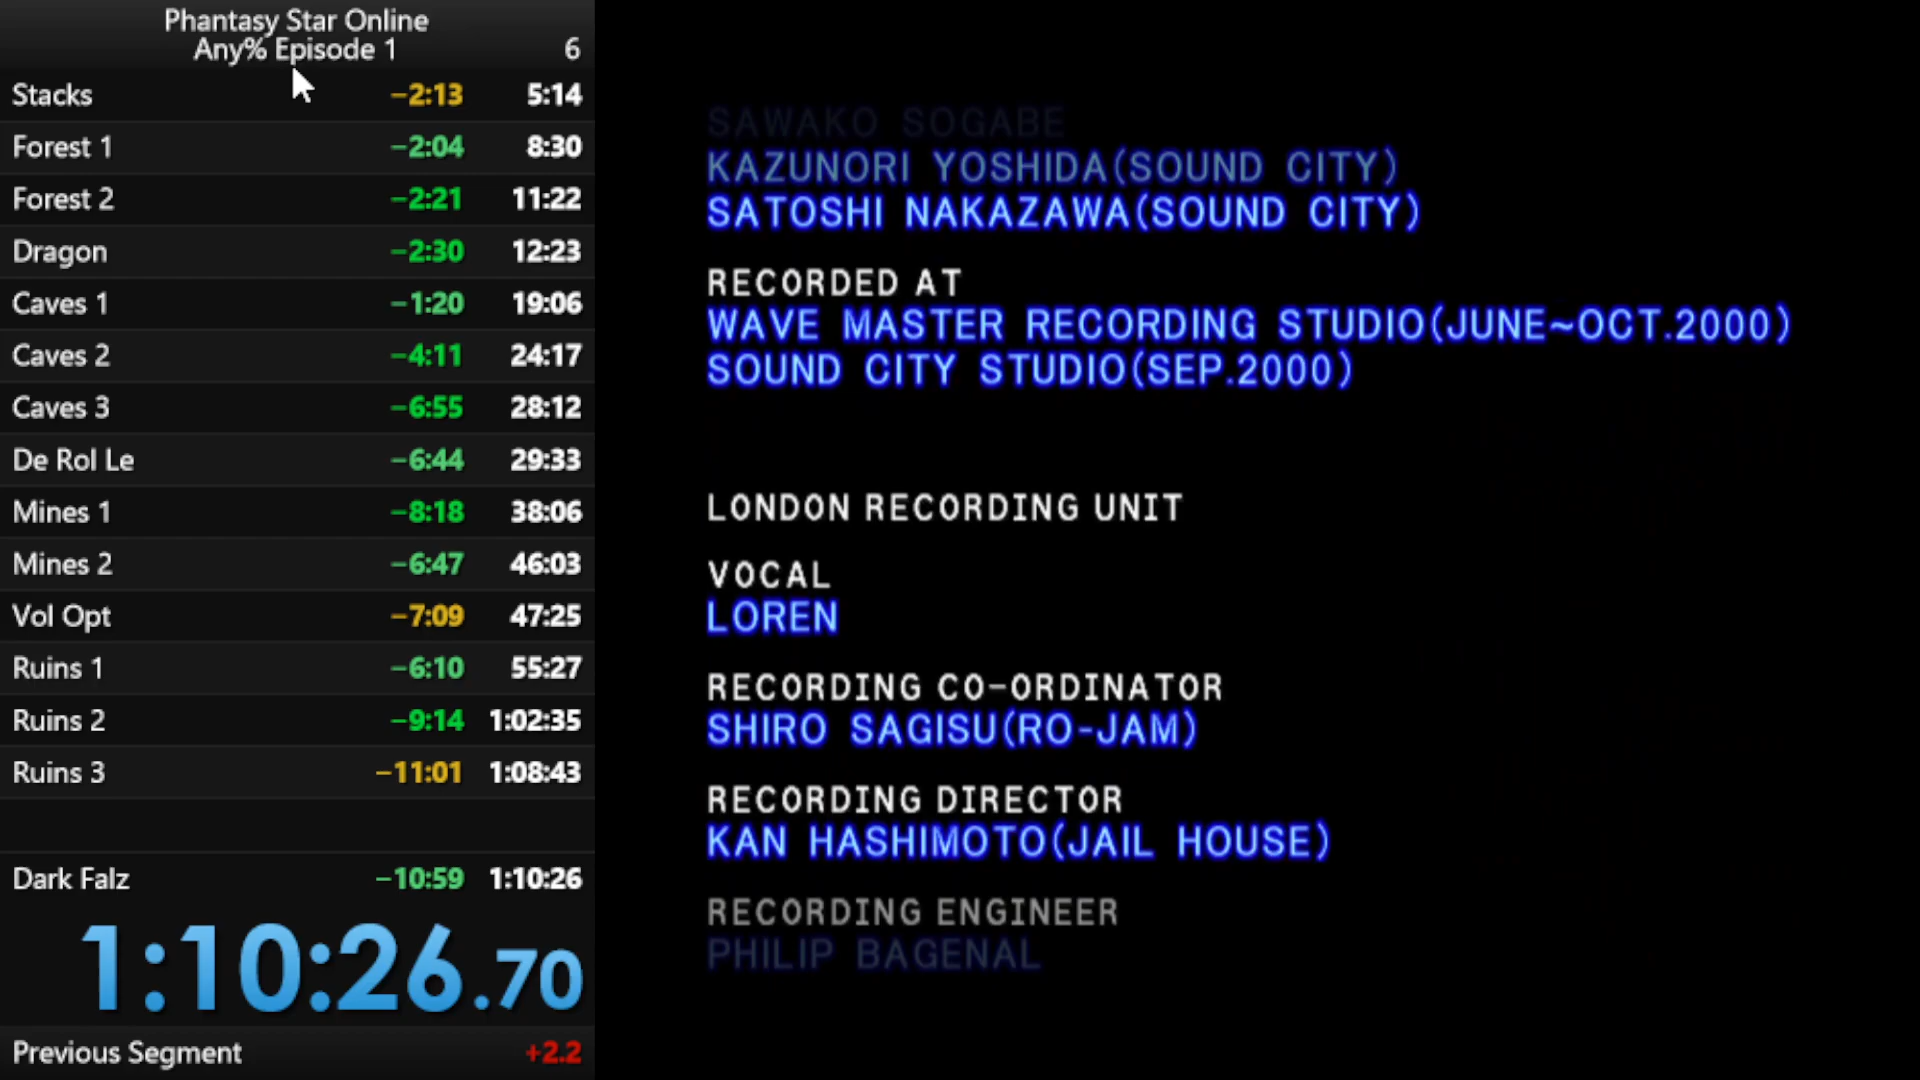 Phantasy Star Online
Any% Episode 1 6
Stacks −2:13 5:14
Forest 1 −2:04 8:30
Forest 2 −2:21 11:22
Dragon −2:30 12:23
Caves 1 −1:20 19:06
Caves 2 −4:11 24:17
Caves 3 −6:55 28:12
De Rol Le −6:44 29:33
Mines 1 −8:18 38:06
Mines 2 −6:47 46:03
Vol Opt −7:09 47:25
Ruins 1 −6:10 55:27
Ruins 2 −9:14 1:02:35
Ruins 3 −11:01 1:08:43
Dark Falz −10:59 1:10:26
1:10:26.70
Previous Segment +2.2
SAWAKO SOGABE
KAZUNORI YOSHIDA(SOUND CITY)
SATOSHI NAKAZAWA(SOUND CITY)
RECORDED AT
WAVE MASTER RECORDING STUDIO(JUNE~OCT.2000)
SOUND CITY STUDIO(SEP.2000)
LONDON RECORDING UNIT
VOCAL
LOREN
RECORDING CO-ORDINATOR
SHIRO SAGISU(RO-JAM)
RECORDING DIRECTOR
KAN HASHIMOTO(JAIL HOUSE)
RECORDING ENGINEER
PHILIP BAGENAL